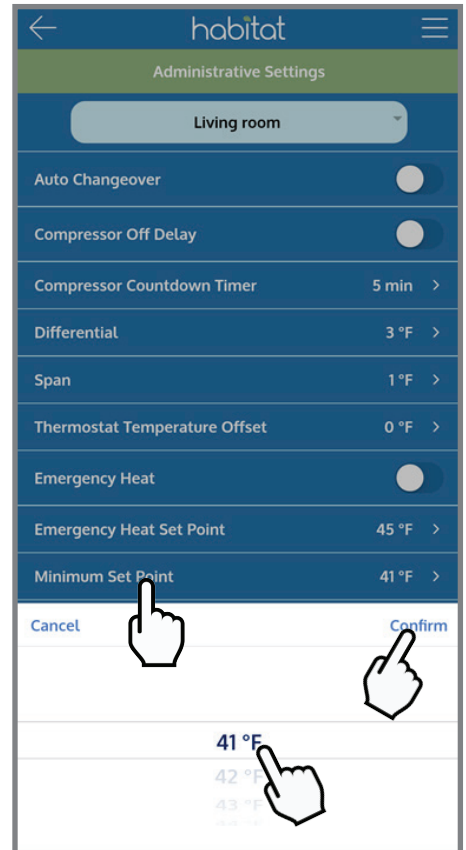 habitat
Administrative Settings
Living room
Auto Changeover
Compressor Off Delay
Compressor Countdown Timer 5 min >
Differential 3 °F >
Span 1 °F >
Thermostat Temperature Offset 0 °F >
Emergency Heat
Emergency Heat Set Point 45 °F >
Minimum Set Point 41 °F >
Cancel Confirm
41 °F
42 °F
43 °F